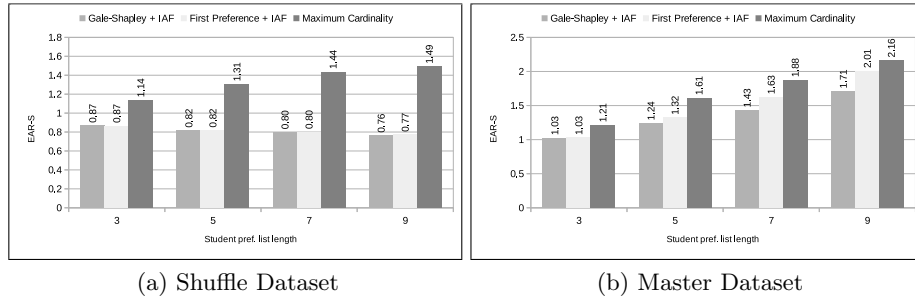 Gale-Shapley + IAF First Preference + IAF Maximum Cardinality
1.8
1.6
1.4
1.2
1
0.8
0.6
0.4
0.2
0
EAR-S
0.87 0.87 1.14
0.82 0.82 1.31
0.80 0.80 1.44
0.76 0.77 1.49
3 5 7 9
Student pref. list length
(a) Shuffle Dataset
Gale-Shapley + IAF First Preference + IAF Maximum Cardinality
2.5
2
1.5
1
0.5
0
EAR-S
1.03 1.03 1.21
1.24 1.32 1.61
1.43 1.63 1.88
1.71 2.01 2.16
3 5 7 9
Student pref. list length
(b) Master Dataset